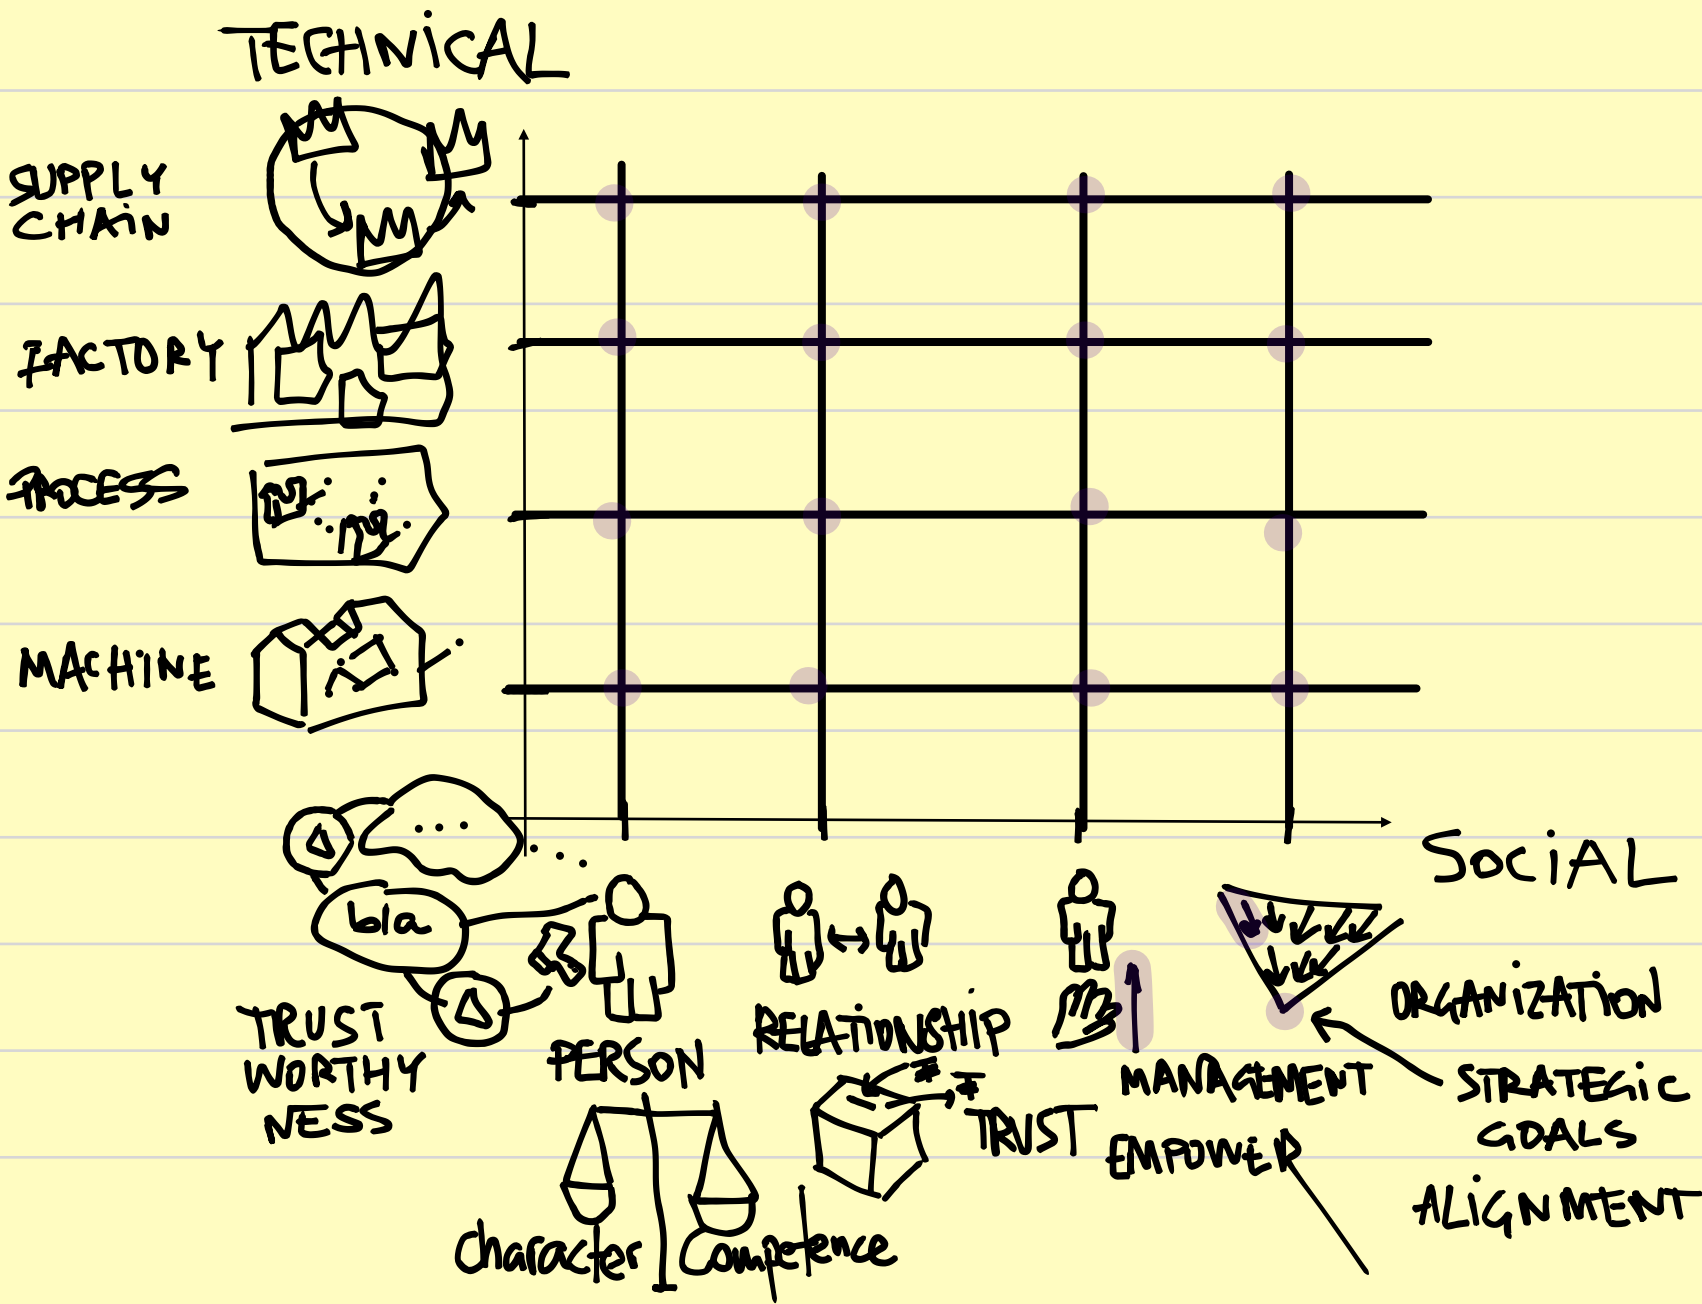 TECHNiCAL
SUPPLY
CHAiN
FACTORY
PROCESS
MACHiNE
SOCiAL
bla
TRUST
WORTHY
NESS
PERSON
RELATiONSHiP
TRUST
MANAGEMENT
EMPOWER
ORGANiZATiON
STRATEGiC
GOALS
ALiGNMENT
Character
Competence